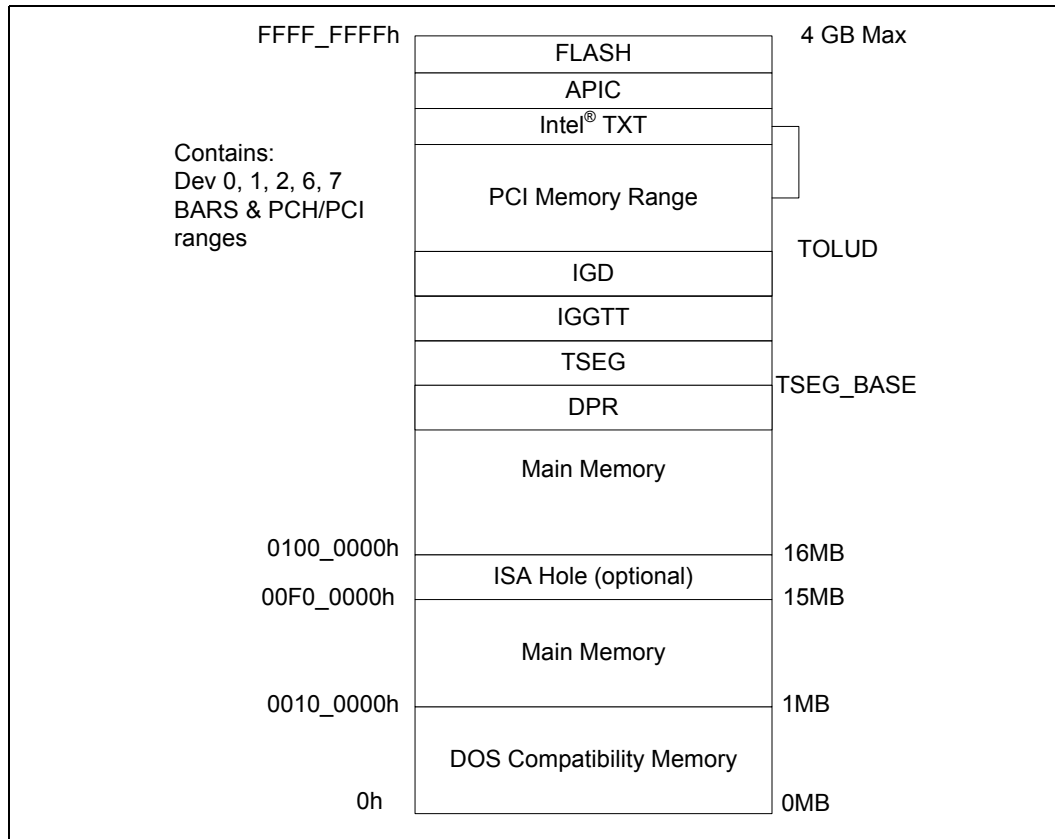 FFFF_FFFFh
4 GB Max
FLASH
APIC
Intel® TXT
Contains:
Dev 0, 1, 2, 6, 7
BARS & PCH/PCI
ranges
PCI Memory Range
TOLUD
IGD
IGGTT
TSEG
TSEG_BASE
DPR
Main Memory
0100_0000h
16MB
ISA Hole (optional)
00F0_0000h
15MB
Main Memory
0010_0000h
1MB
DOS Compatibility Memory
0h
0MB